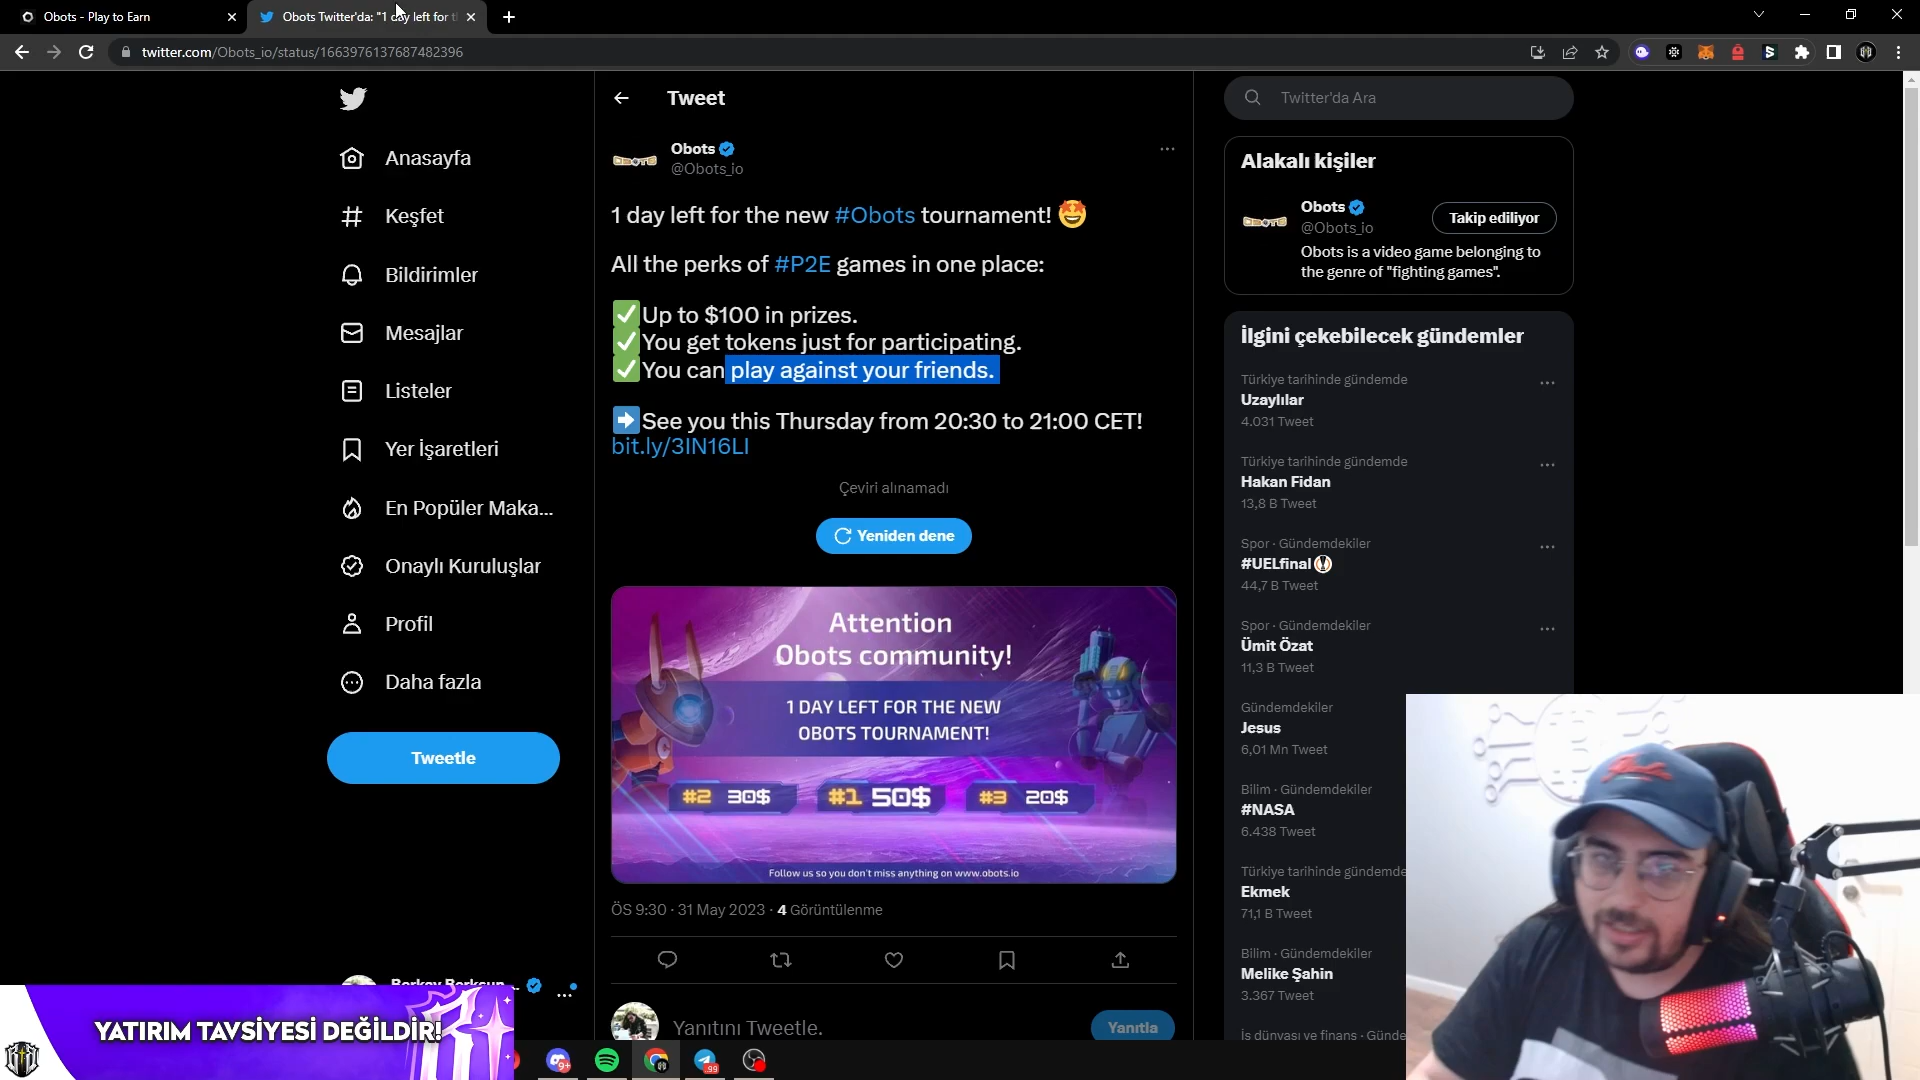 Obots - Play to Earn
Obots Twitter'da: "1 day left for t
twitter.com/Obots_io/status/1663976137687482396
Anasayfa
Keşfet
Bildirimler
Mesajlar
Listeler
Yer İşaretleri
En Popüler Maka...
Onaylı Kuruluşlar
Profil
Daha fazla
Tweetle
Tweet
OBOTS
Obots
@Obots_io
1 day left for the new #Obots tournament! 🤩
All the perks of #P2E games in one place:
✅You get tokens just for participating.
✅Up to $100 in prizes.
✅You can play against your friends.
➡See you this Thursday from 20:30 to 21:00 CET!
bit.ly/3IN16LI
Çeviri alınamadı
Yeniden dene
Attention
Obots community!
1 DAY LEFT FOR THE NEW
OBOTS TOURNAMENT!
#2 30$
#1 50$
#3 20$
Follow us so you don't miss anything on www.obots.io
ÖS 9:30 · 31 May 2023 · 4 Görüntülenme
Yanıtını Tweetle.
Yanıtla
Twitter'da Ara
Alakalı kişiler
OBOTS
Obots
@Obots_io
Takip ediliyor
Obots is a video game belonging to
the genre of "fighting games".
İlgini çekebilecek gündemler
Türkiye tarihinde gündemde
Uzaylılar
4.031 Tweet
Türkiye tarihinde gündemde
Hakan Fidan
13,8 B Tweet
Spor · Gündemdekiler
#UELfinal
44,7 B Tweet
Spor · Gündemdekiler
Ümit Özat
11,3 B Tweet
Gündemdekiler
Jesus
6,01 Mn Tweet
Bilim · Gündemdekiler
#NASA
6.438 Tweet
Türkiye tarihinde gündemde
Ekmek
71,1 B Tweet
Bilim · Gündemdekiler
Melike Şahin
3.367 Tweet
İş dünyası ve finans · Günde
Berkay Berksun
YATIRIM TAVSİYESİ DEĞİLDİR!
9+
99